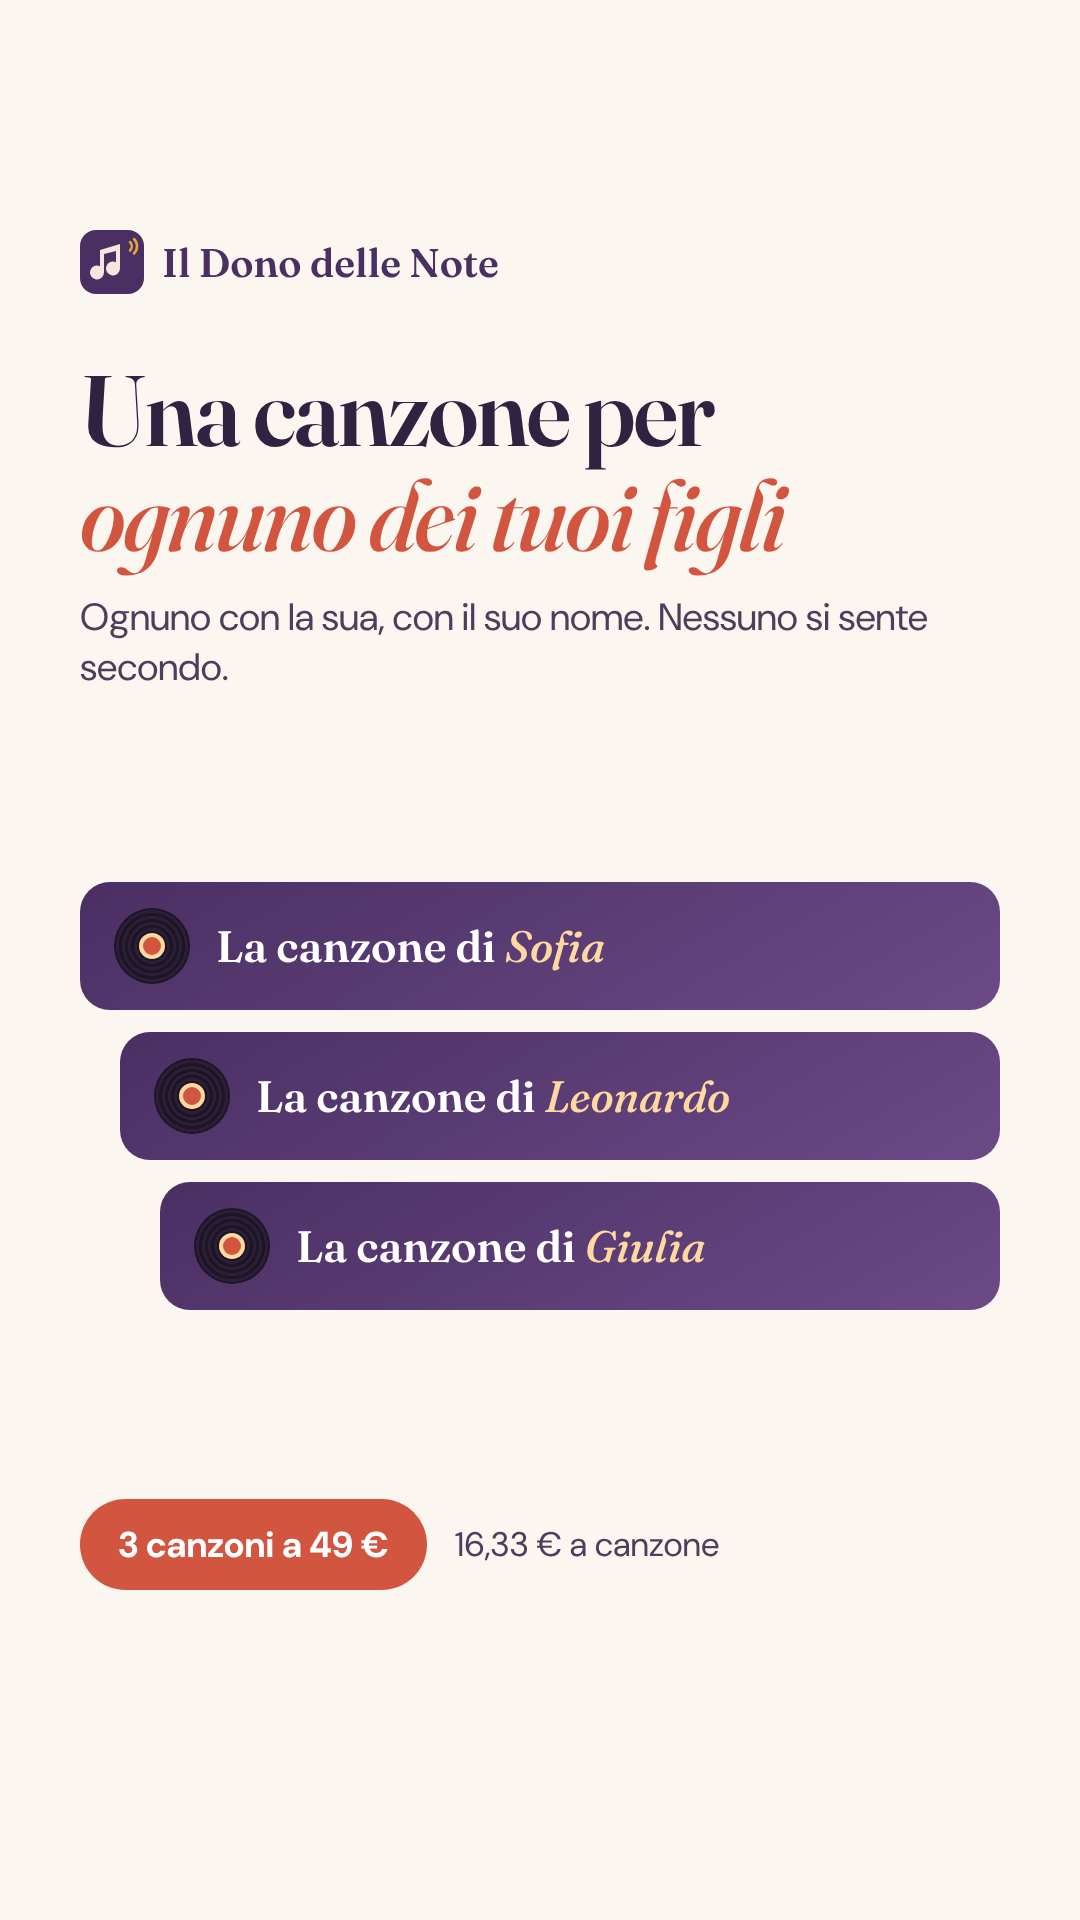 Il Dono delle Note
Una canzone per
ognuno dei tuoi figli
Ognuno con la sua, con il suo nome. Nessuno si sente
secondo.
La canzone di Sofia
La canzone di Leonardo
La canzone di Giulia
3 canzoni a 49 € 16,33 € a canzone